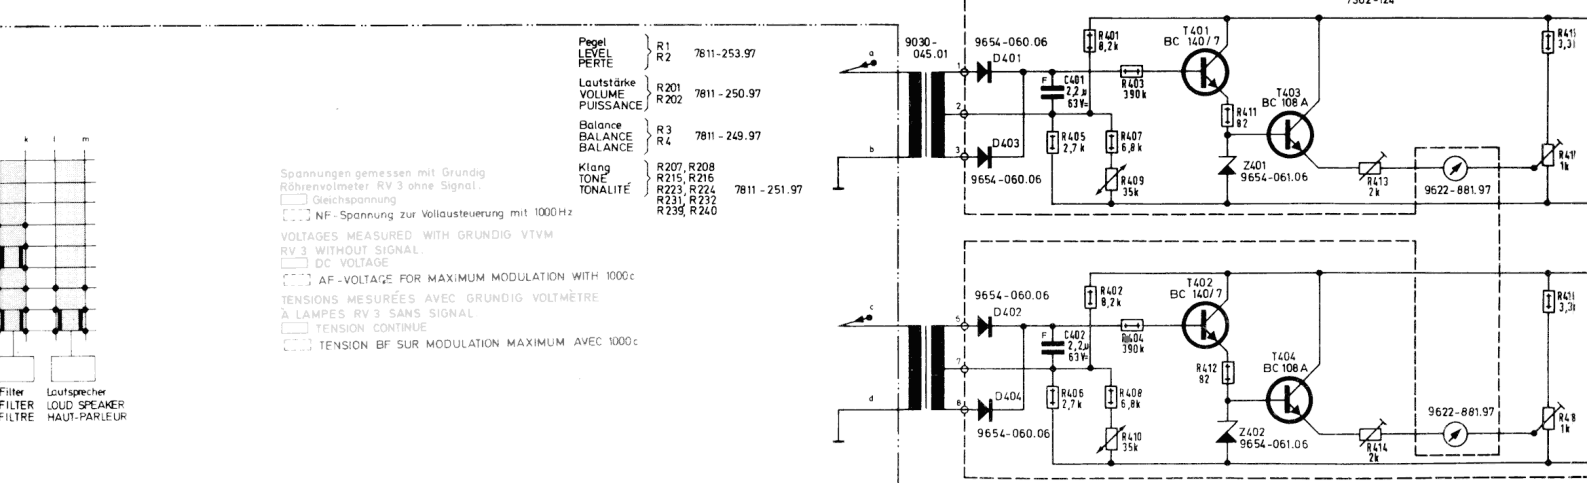 k l m
Filter
FILTER
FILTRE
Lautsprecher
LOUD SPEAKER
HAUT-PARLEUR
Spannungen gemessen mit Grundig
Röhrenvolmeter RV 3 ohne Signal.
Gleichspannung
NF-Spannung zur Vollausteuerung mit 1000Hz
VOLTAGES MEASURED WITH GRUNDIG VTVM
RV 3 WITHOUT SIGNAL.
DC VOLTAGE
AF-VOLTAGE FOR MAXIMUM MODULATION WITH 1000c
TENSIONS MESURÉES AVEC GRUNDIG VOLTMÈTRE
À LAMPES RV 3 SANS SIGNAL
TENSION CONTINUE
TENSION BF SUR MODULATION MAXIMUM AVEC 1000c
Pegel
LEVEL
PERTE
R1
R2
7811-253.97
Lautstärke
VOLUME
PUISSANCE
R201
R202
7811-250.97
Balance
BALANCE
BALANCE
R3
R4
7811-249.97
Klang
TONE
TONALITÉ
R207, R208
R215, R216
R223, R224
R231, R232
R239, R240
7811-251.97
a
b
9030-
045.01
1
2
3
9654-060.06
D401
D403
9654-060.06
F
C401
2,2µ
63V=
R401
8,2k
R403
390k
R405
2,7k
R407
6,8k
R409
35k
T401
BC 140/7
R411
82
Z401
9654-061.06
T403
BC 108A
R413
2k
9622-881.97
1k
c
d
5
7
6
9654-060.06
D402
D404
9654-060.06
F
C402
2,2µ
63V=
R402
8,2k
R404
390k
R406
2,7k
R408
6,8k
R410
35k
T402
BC 140/7
R412
82
Z402
9654-061.06
T404
BC 108A
R414
2k
9622-881.97
1k